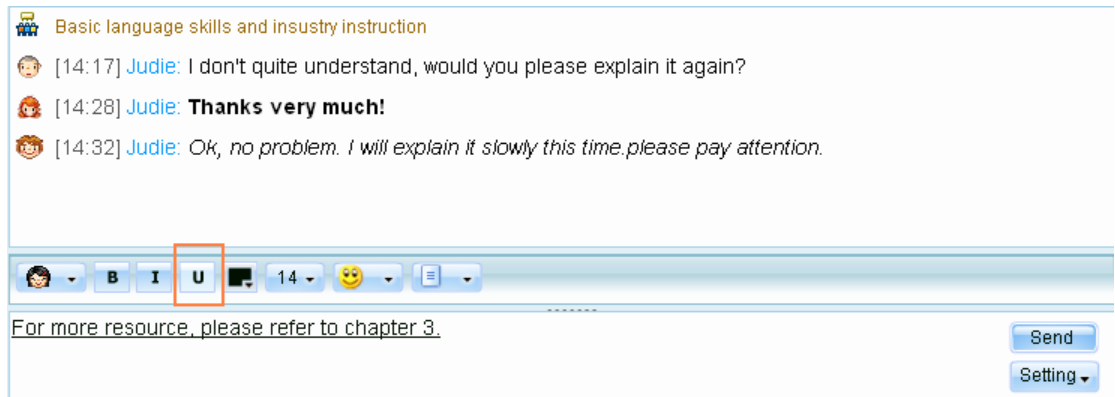 Basic language skills and insustry instruction
[14:17] Judie: I don't quite understand, would you please explain it again?
[14:28] Judie: Thanks very much!
[14:32] Judie: Ok, no problem. I will explain it slowly this time.please pay attention.
B I U 14
For more resource, please refer to chapter 3.
Send
Setting